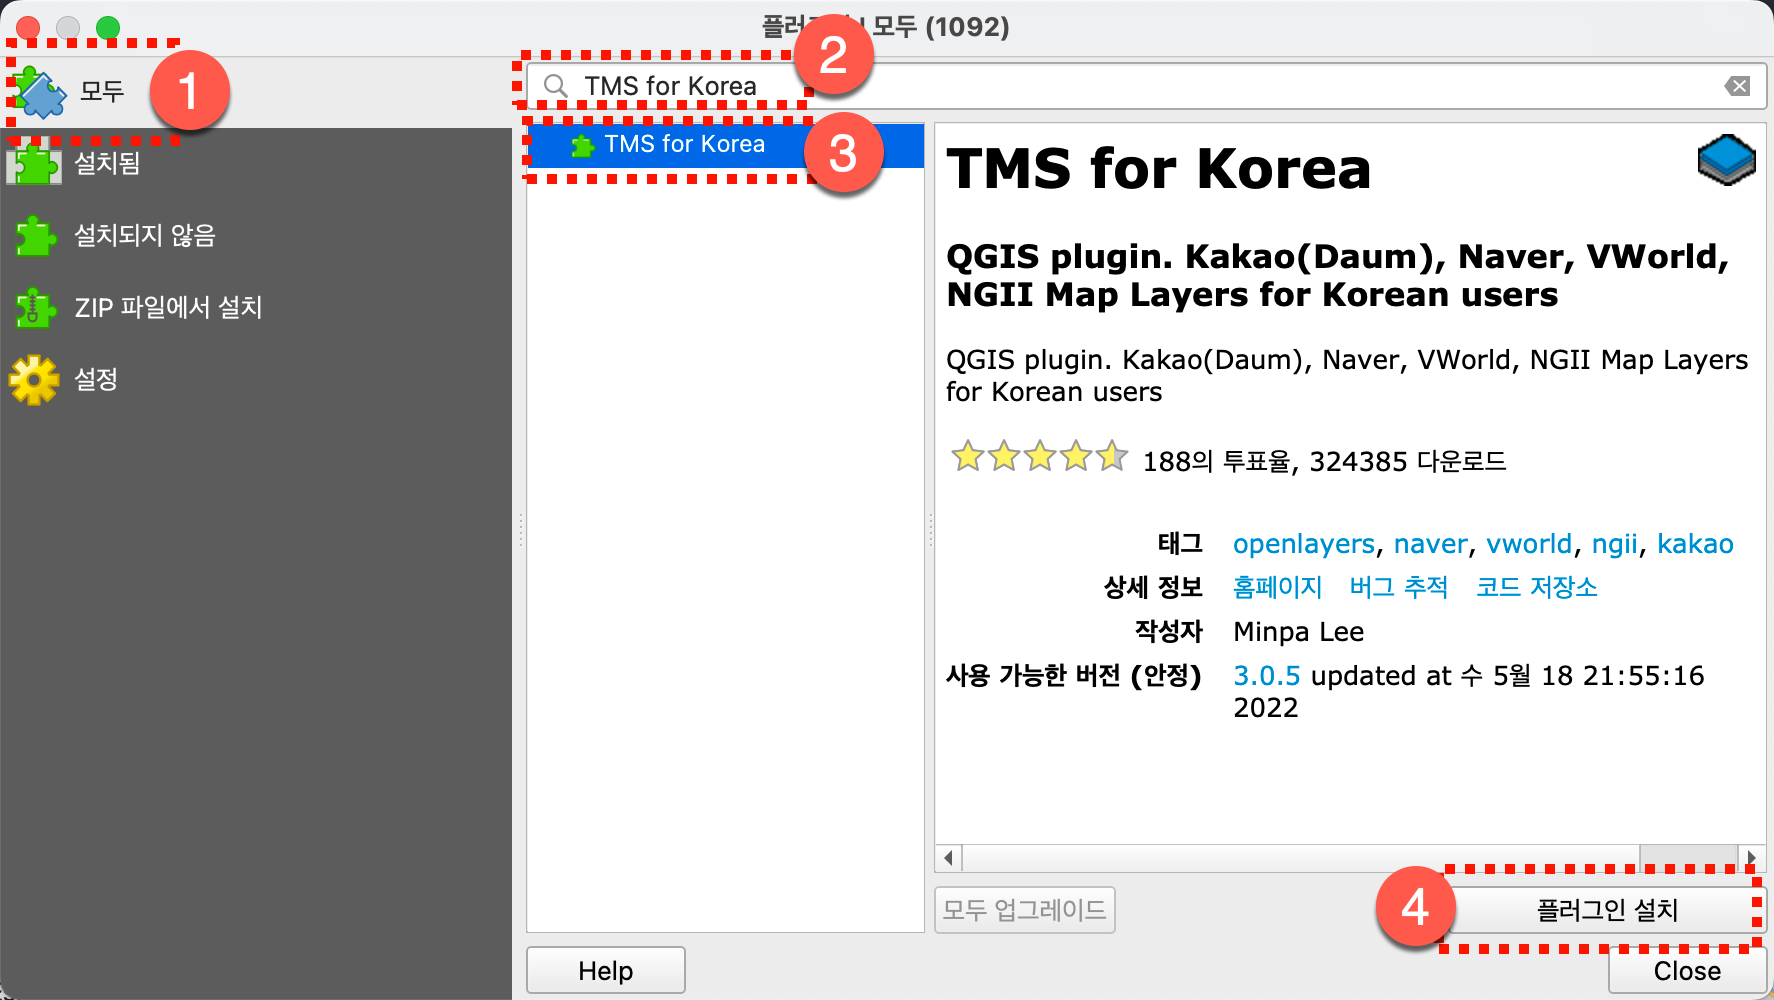 플러그인 | 모두 (1092)
모두
1
설치됨
설치되지 않음
ZIP 파일에서 설치
설정
TMS for Korea
2
TMS for Korea
3
TMS for Korea
QGIS plugin. Kakao(Daum), Naver, VWorld,
NGII Map Layers for Korean users
QGIS plugin. Kakao(Daum), Naver, VWorld, NGII Map Layers
for Korean users
188의 투표율, 324385 다운로드
태그 openlayers, naver, vworld, ngii, kakao
상세 정보 홈페이지 버그 추적 코드 저장소
작성자 Minpa Lee
사용 가능한 버전 (안정) 3.0.5 updated at 수 5월 18 21:55:16
2022
모두 업그레이드
4
플러그인 설치
Help
Close